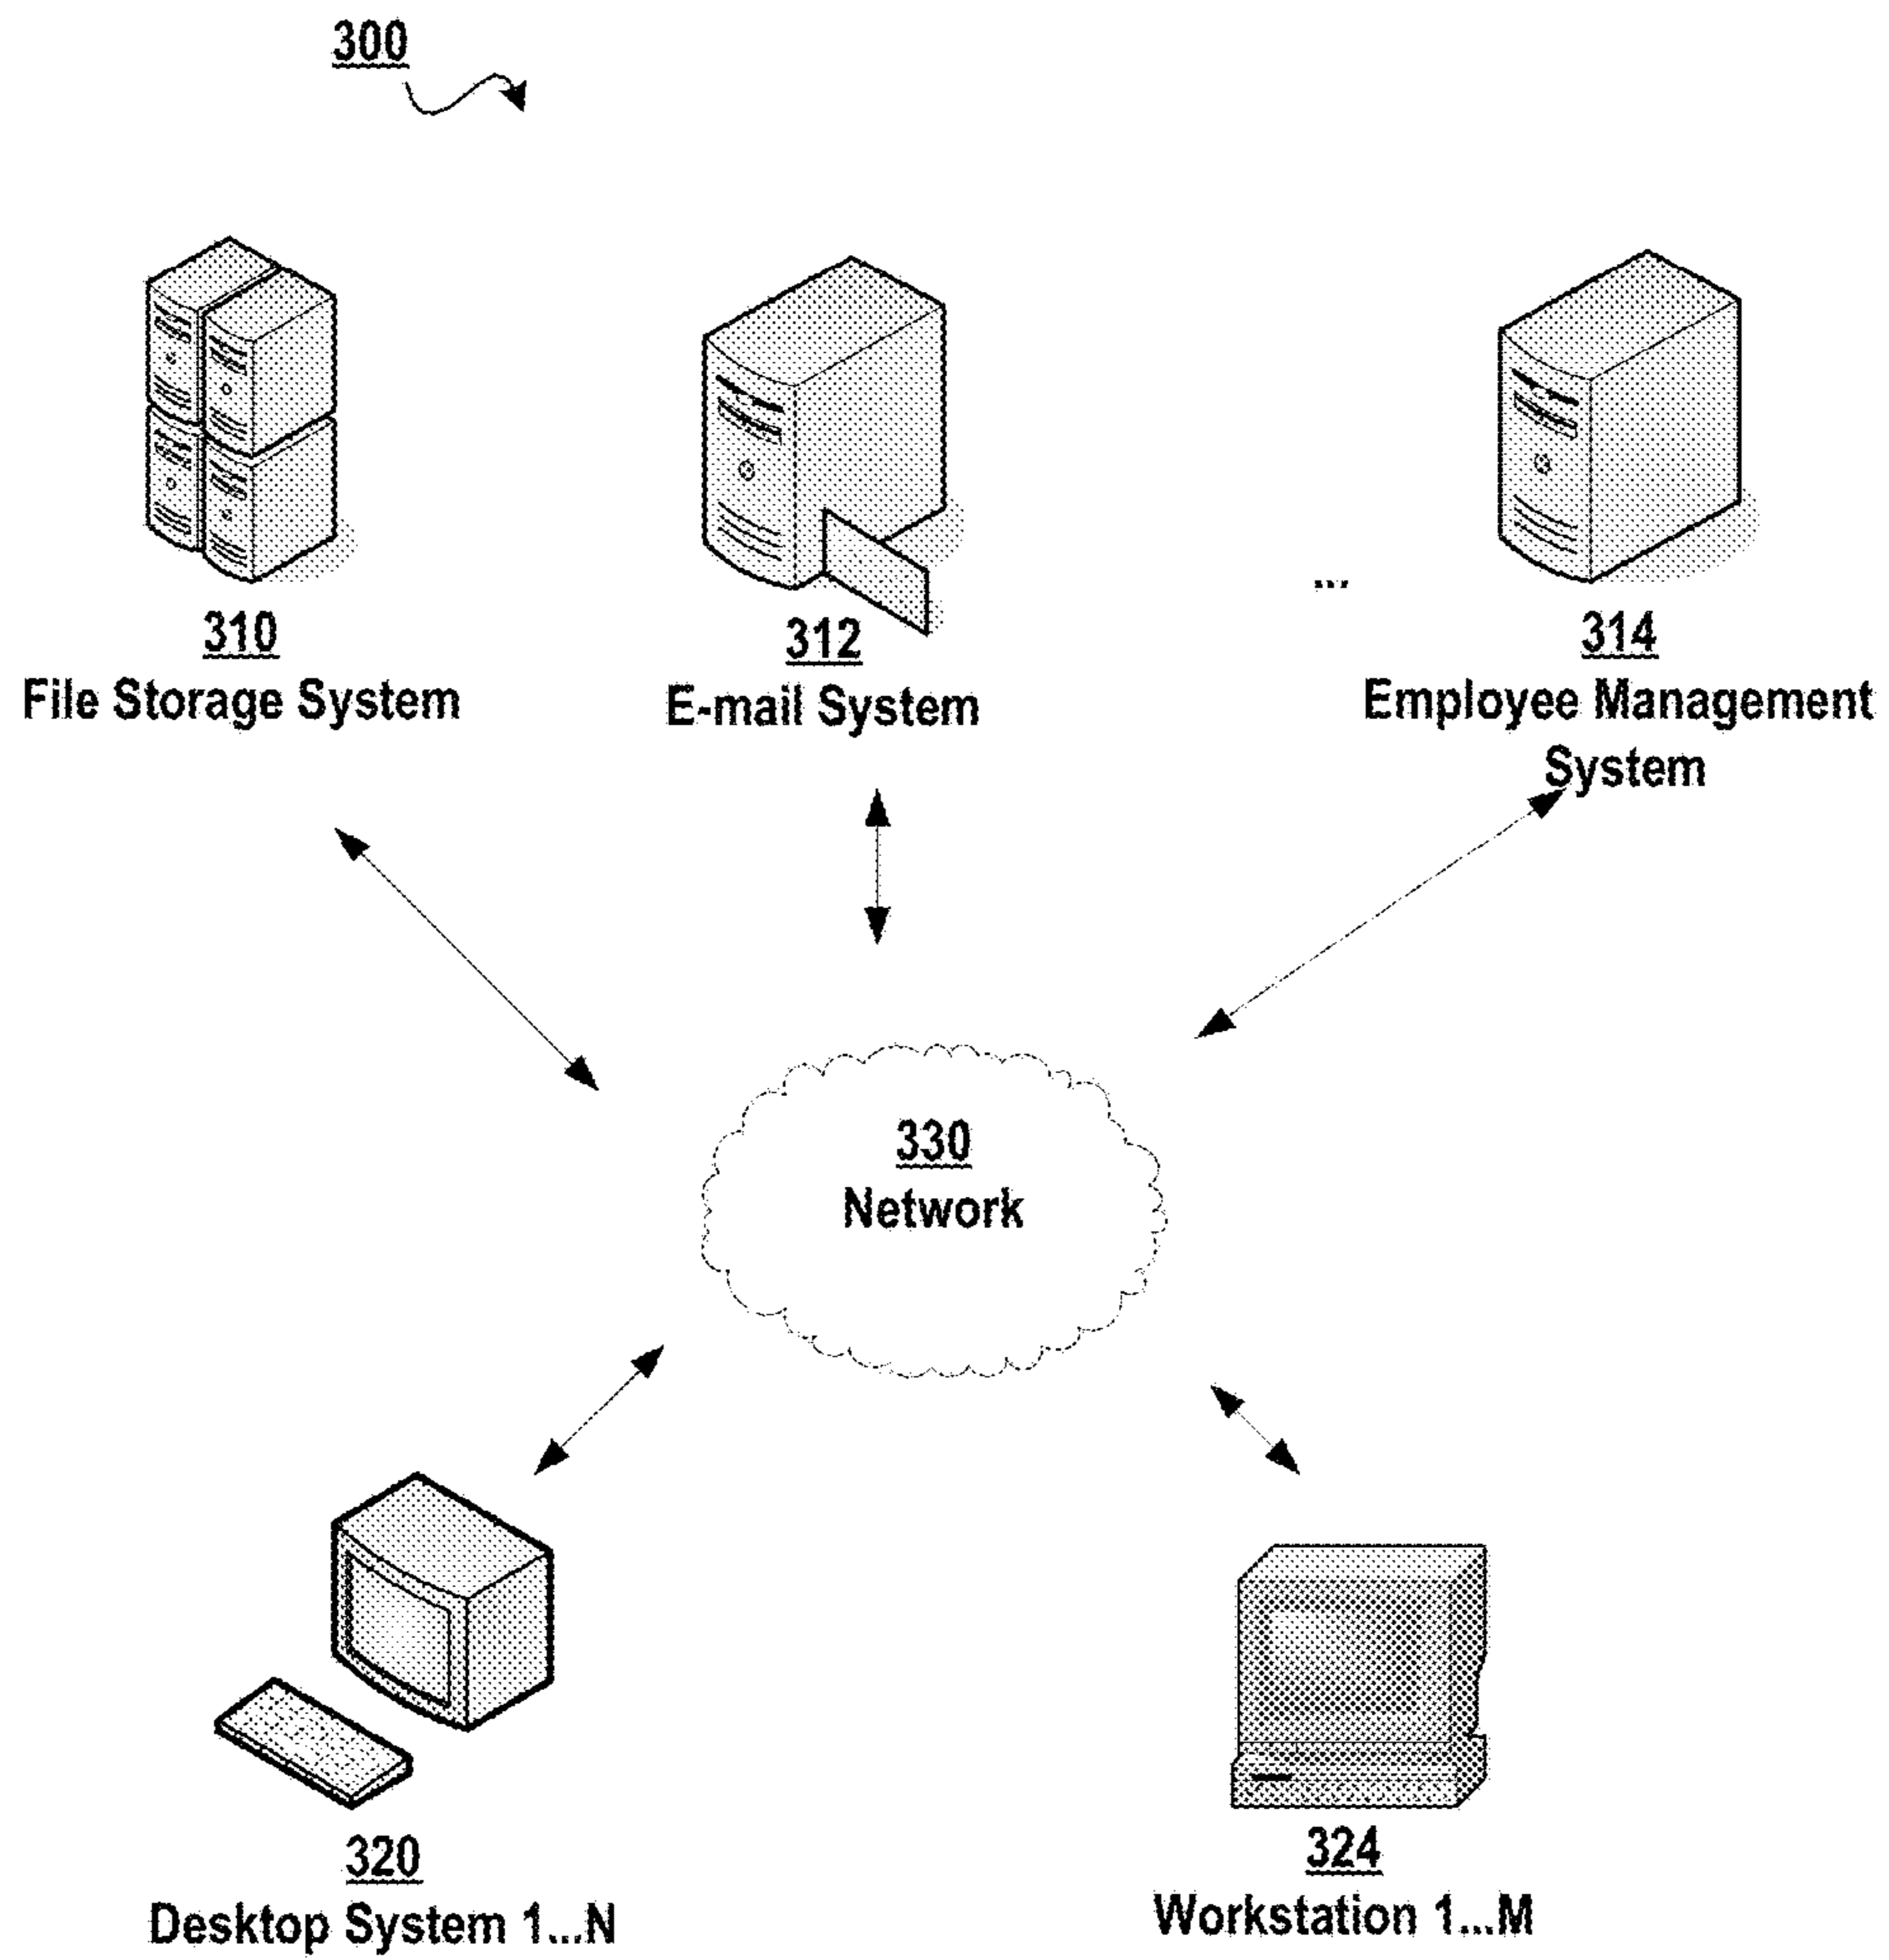 300
310
File Storage System
312
E-mail System
...
314
Employee Management
System
330
Network
320
Desktop System 1...N
324
Workstation 1...M